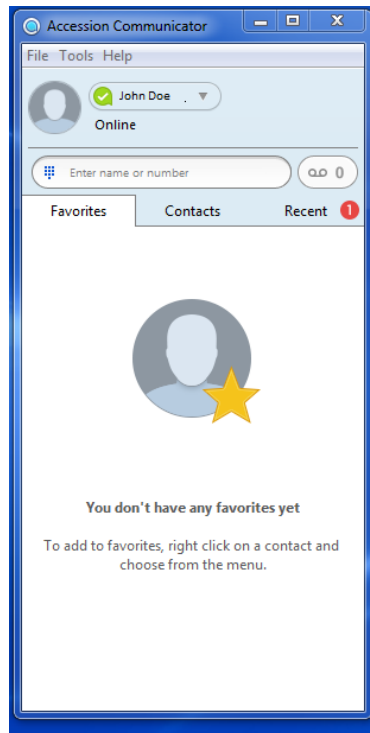 Accession Communicator
File Tools Help
John Doe .
Online
Enter name or number
0
Favorites Contacts Recent 1
You don't have any favorites yet
To add to favorites, right click on a contact and
choose from the menu.